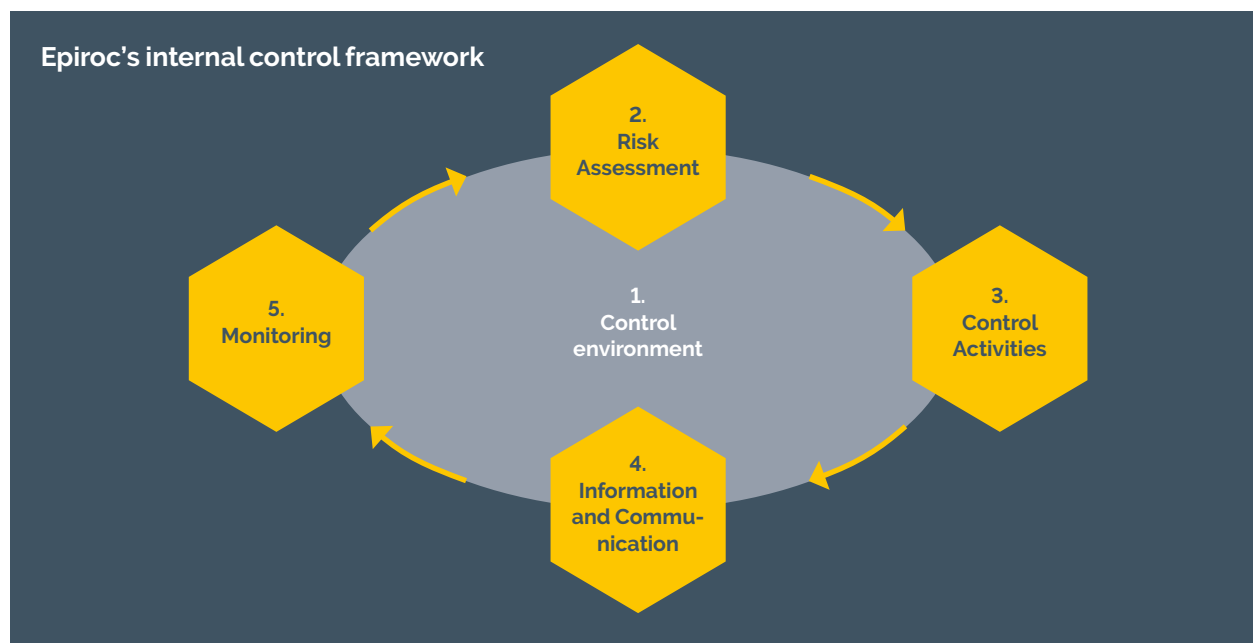 Epiroc’s internal control framework
2.
Risk
Assessment
1.
Control
environment
3.
Control
Activities
4.
Information
and Commu-
nication
5.
Monitoring